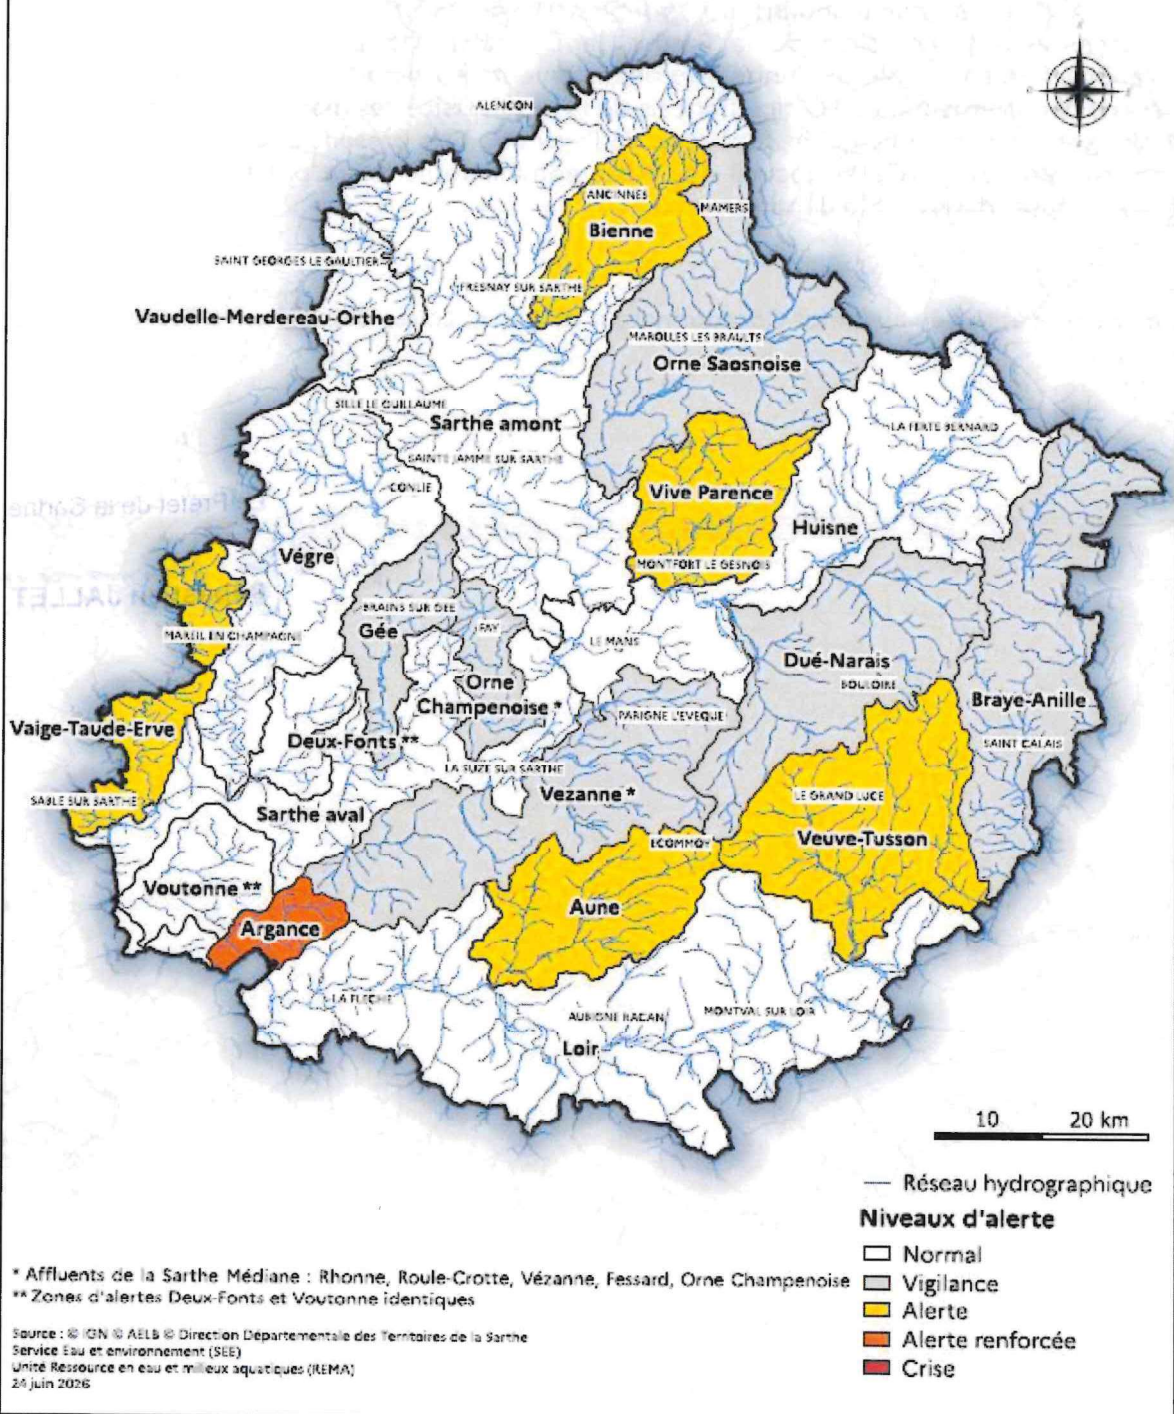 ALENCON
ANCINNES
MAMERS
Bienne
SAINT GEORGES LE GAULTIER
FRESNAY SUR SARTHE
Vaudelle-Merdereau-Orthe
MAROLLES LES BRAULTS
Orne Saosnoise
SILLE LE GUILLAUME
Sarthe amont
LA FERTE BERNARD
SAINTE JAMME SUR SARTHE
CONLIE
Vive Parence
Préfet de la Sarthe
Huisne
Végre
MONTFORT LE GESNOIS
JALLET
BRAINS SUR GEE
Gée
FAY
MAREIL EN CHAMPAGNE
LE MANS
Dué-Narais
Orne
BOULOIRE
Champenoise *
PARIGNE L'EVEQUE
Braye-Anille
Vaige-Taude-Erve
Deux-Fonts **
SAINT CALAIS
LA SUZE SUR SARTHE
SABLE SUR SARTHE
Vezanne *
LE GRAND LUCE
Sarthe aval
ECOMMOY
Veuve-Tusson
Voutonne **
Aune
Argance
LA FLECHE
AUBIGNE RACAN
MONTVAL SUR LOIR
Loir
10 20 km
Réseau hydrographique
Niveaux d'alerte
Normal
Vigilance
Alerte
Alerte renforcée
Crise
* Affluents de la Sarthe Médiane : Rhonne, Roule-Crotte, Vézanne, Fessard, Orne Champenoise
** Zones d'alertes Deux-Fonts et Voutonne identiques
Source : © IGN © AELB © Direction Départementale des Territoires de la Sarthe
Service Eau et environnement (SEE)
Unité Ressource en eau et milieux aquatiques (REMA)
24 juin 2026